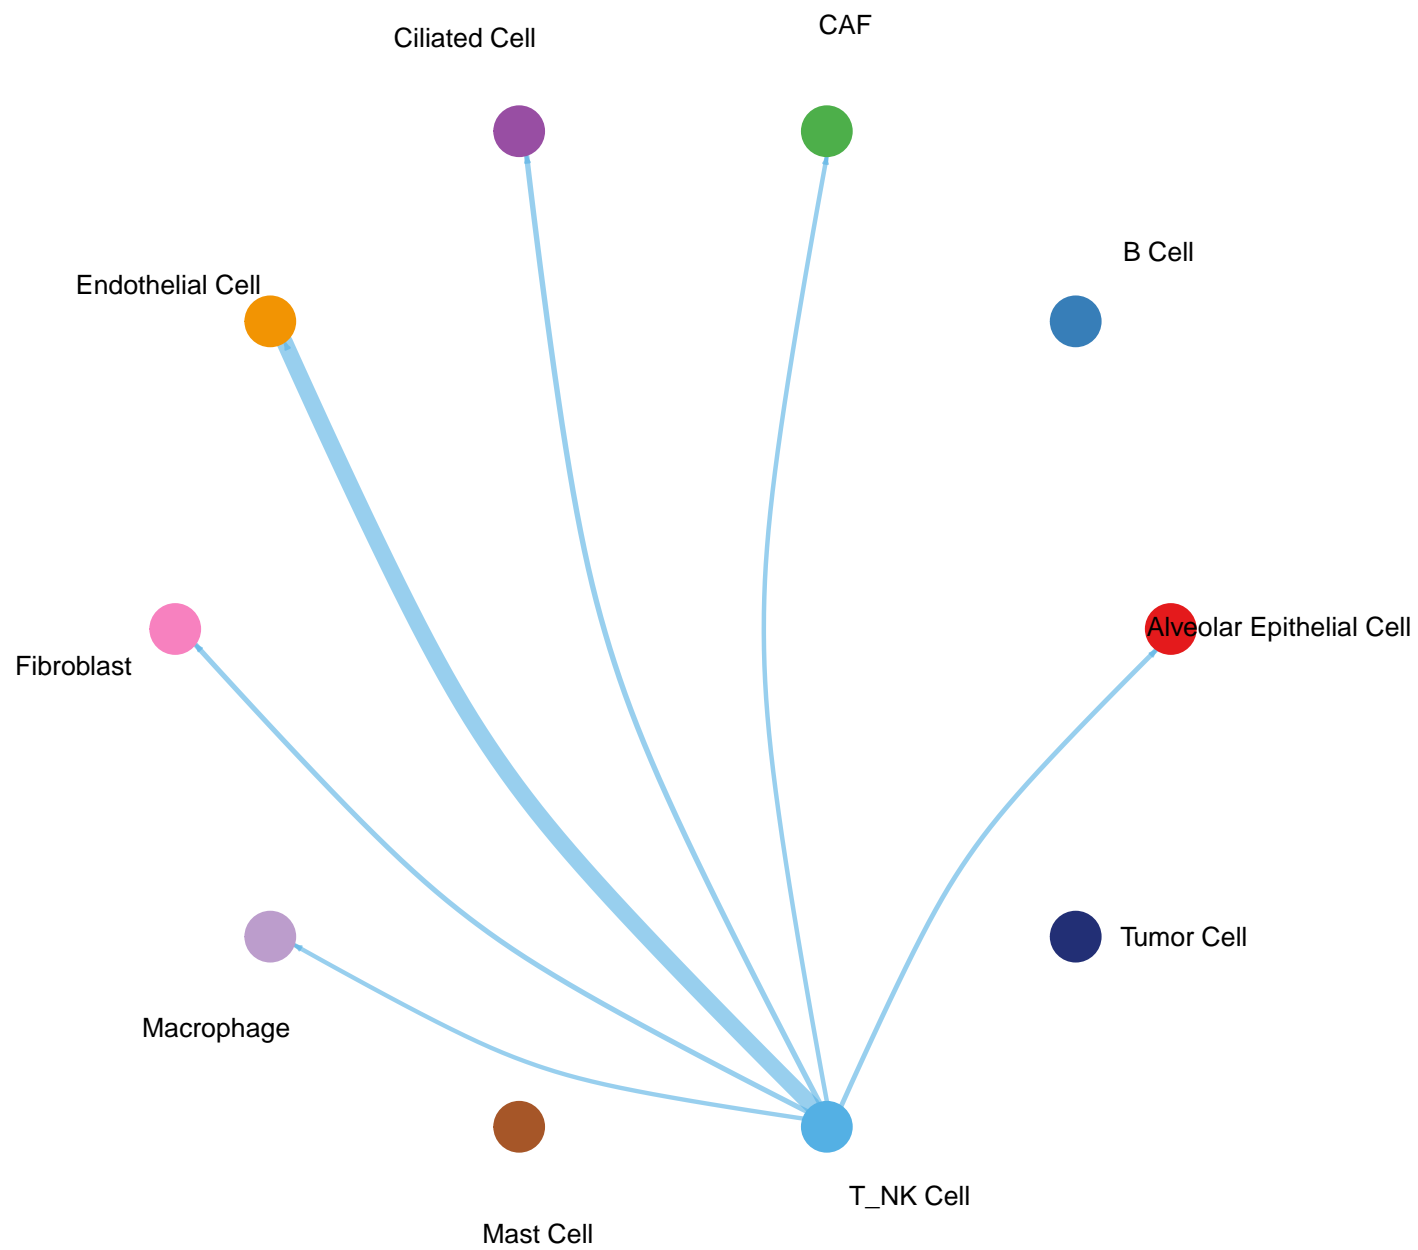 CAF
Ciliated Cell
B Cell
Endothelial Cell
Alveolar Epithelial Cell
Fibroblast
Tumor Cell
Macrophage
T_NK Cell
Mast Cell